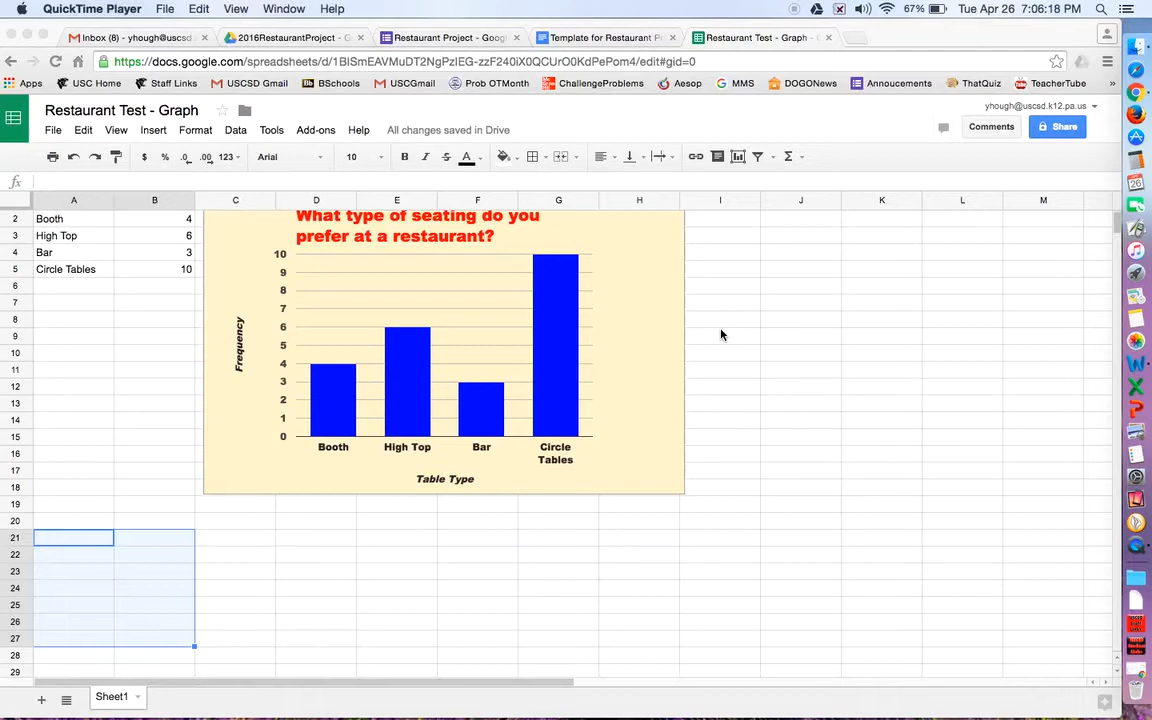 QuickTime Player File Edit View Window Help 67% Tue Apr 26 7:06:18 PM
Inbox (8) - yhough@uscsd × 2016RestaurantProject - G × Restaurant Project - Goog × Template for Restaurant P × Restaurant Test - Graph ×
https://docs.google.com/spreadsheets/d/1BISmEAVMuDT2NgPzIEG-zzF240iX0QCUrO0KdPePom4/edit#gid=0
Apps USC Home Staff Links USCSD Gmail BSchools USCGmail Prob OTMonth ChallengeProblems Aesop MMS DOGONews Annoucements ThatQuiz TeacherTube »
Restaurant Test - Graph
yhough@uscsd.k12.pa.us
File Edit View Insert Format Data Tools Add-ons Help All changes saved in Drive
Comments Share
$ % .0 .00 123 Arial 10 B I S A Σ
fx
A B C D E F G H I J K L M
2 Booth 4
3 High Top 6
4 Bar 3
5 Circle Tables 10
6
7
8
9
10
11
12
13
14
15
16
17
18
19
20
21
22
23
24
25
26
27
28
29
What type of seating do you
prefer at a restaurant?
Frequency
10
9
8
7
6
5
4
3
2
1
0
Booth High Top Bar Circle
Tables
Table Type
Sheet1